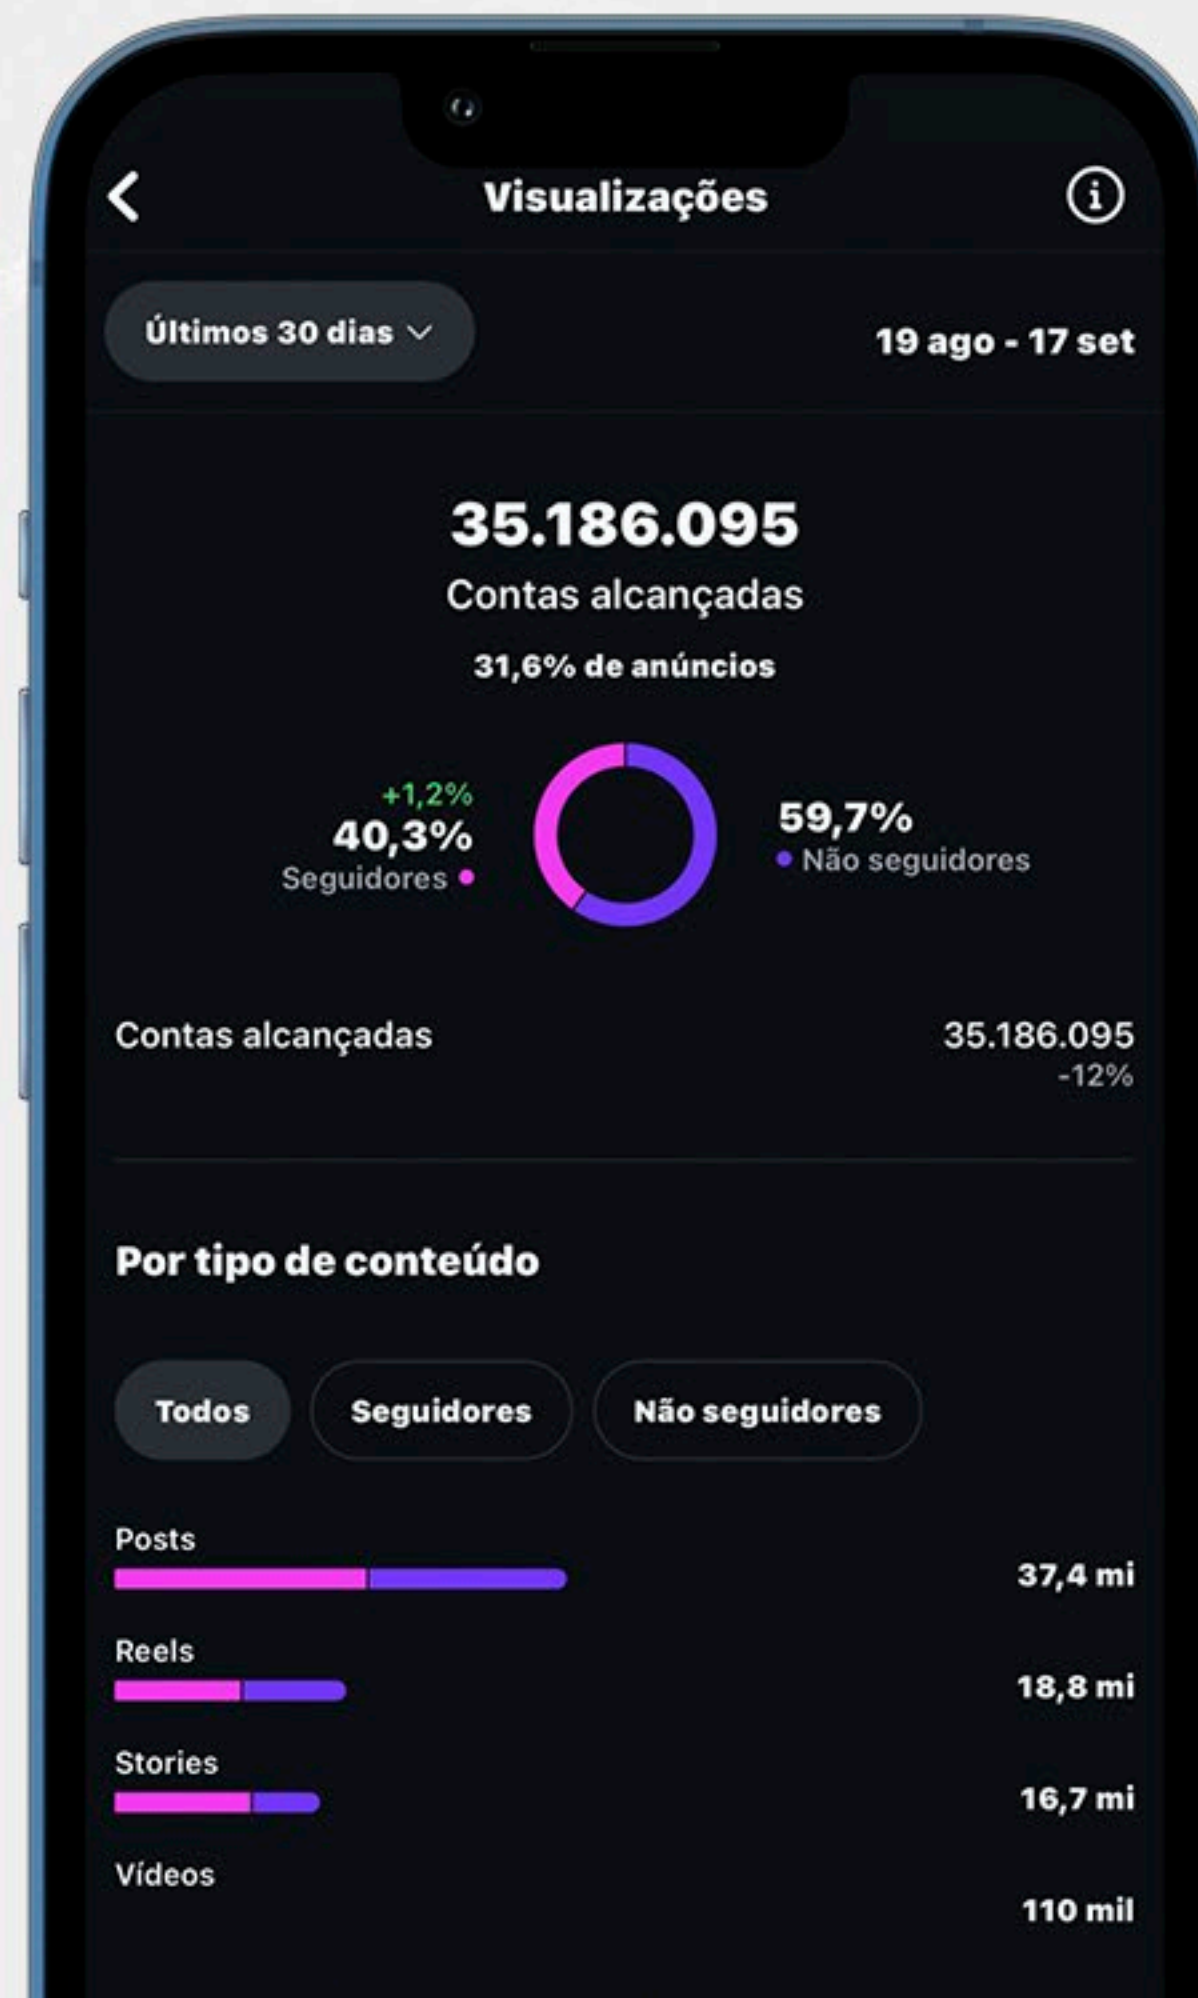 Visualizações
Últimos 30 dias
19 ago - 17 set
35.186.095
Contas alcançadas
31,6% de anúncios
+1,2%
40,3%
Seguidores
59,7%
Não seguidores
Contas alcançadas
35.186.095
-12%
Por tipo de conteúdo
Todos
Seguidores
Não seguidores
Posts
37,4 mi
Reels
18,8 mi
Stories
16,7 mi
Vídeos
110 mil